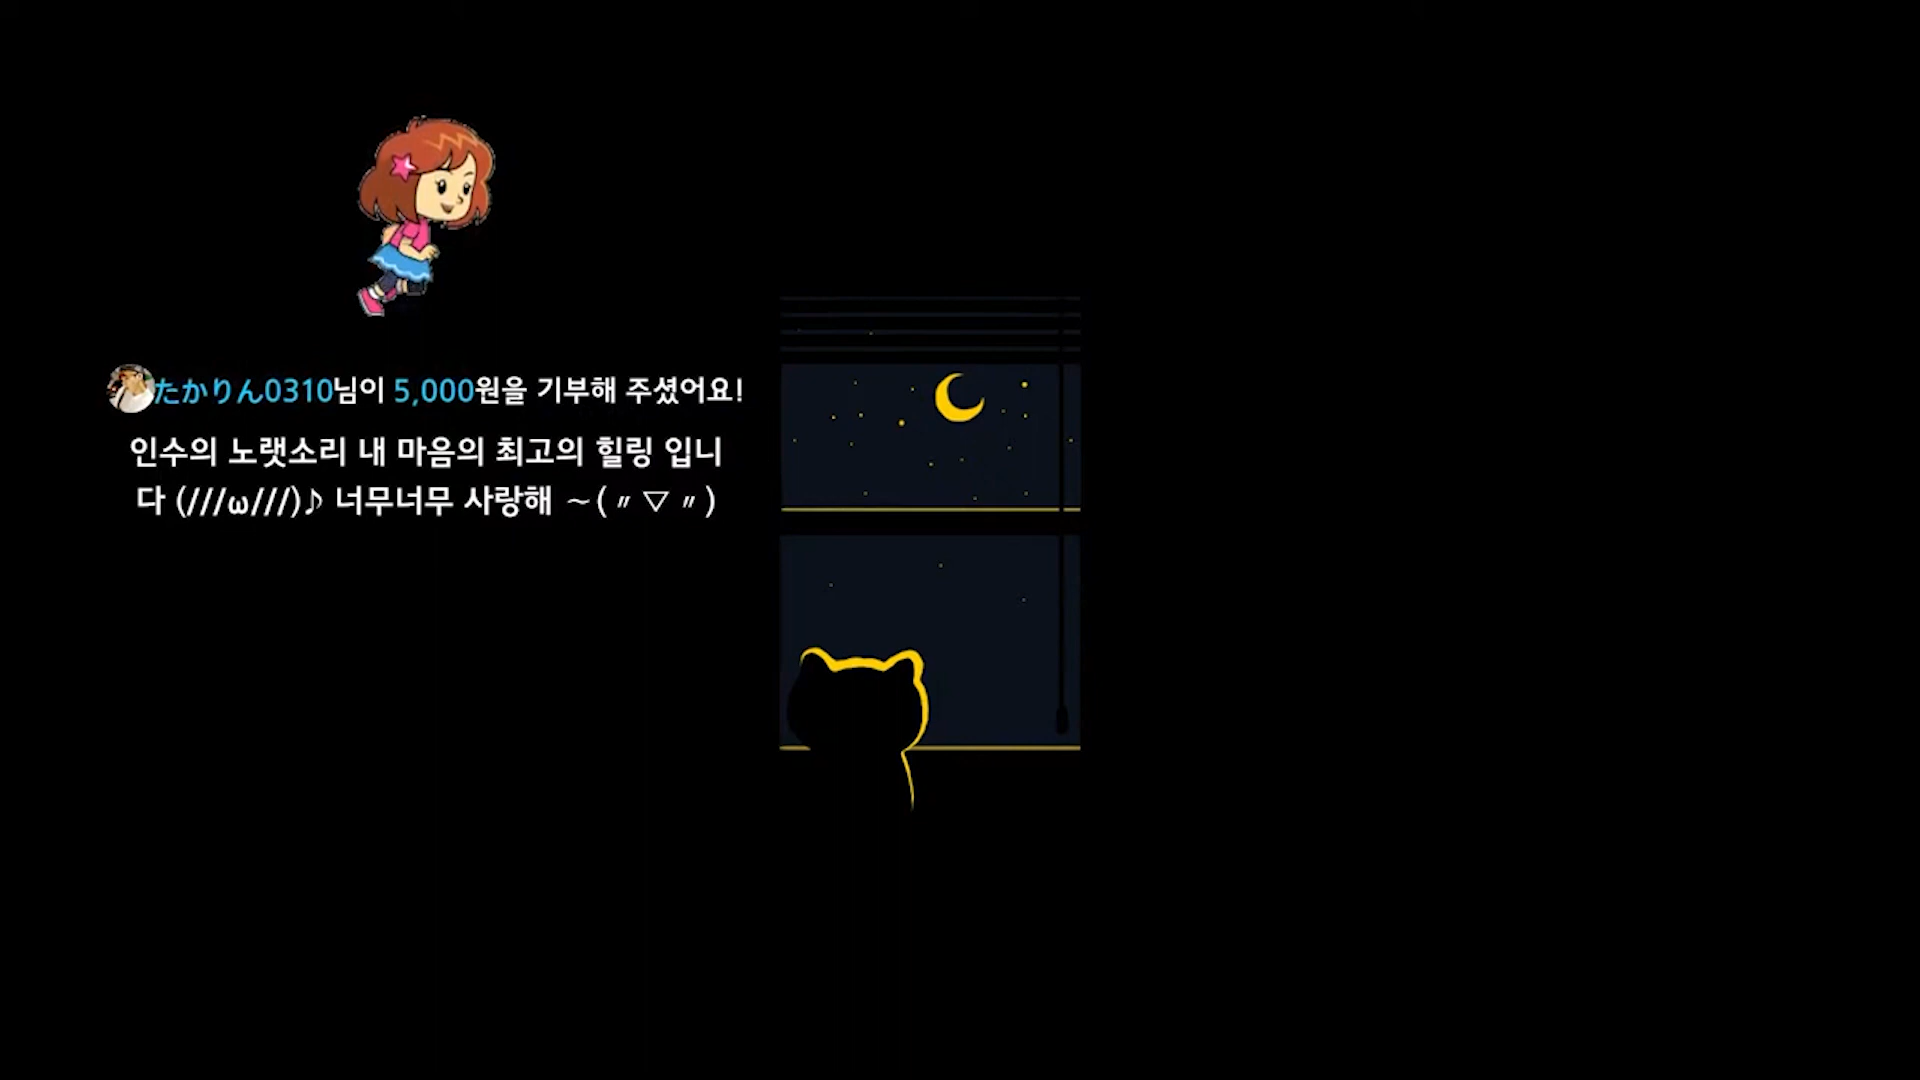 たかりん0310님이 5,000원을 기부해 주셨어요!
인수의 노랫소리 내 마음의 최고의 힐링 입니
다 (///ω///)♪ 너무너무 사랑해 ～(〃▽〃)